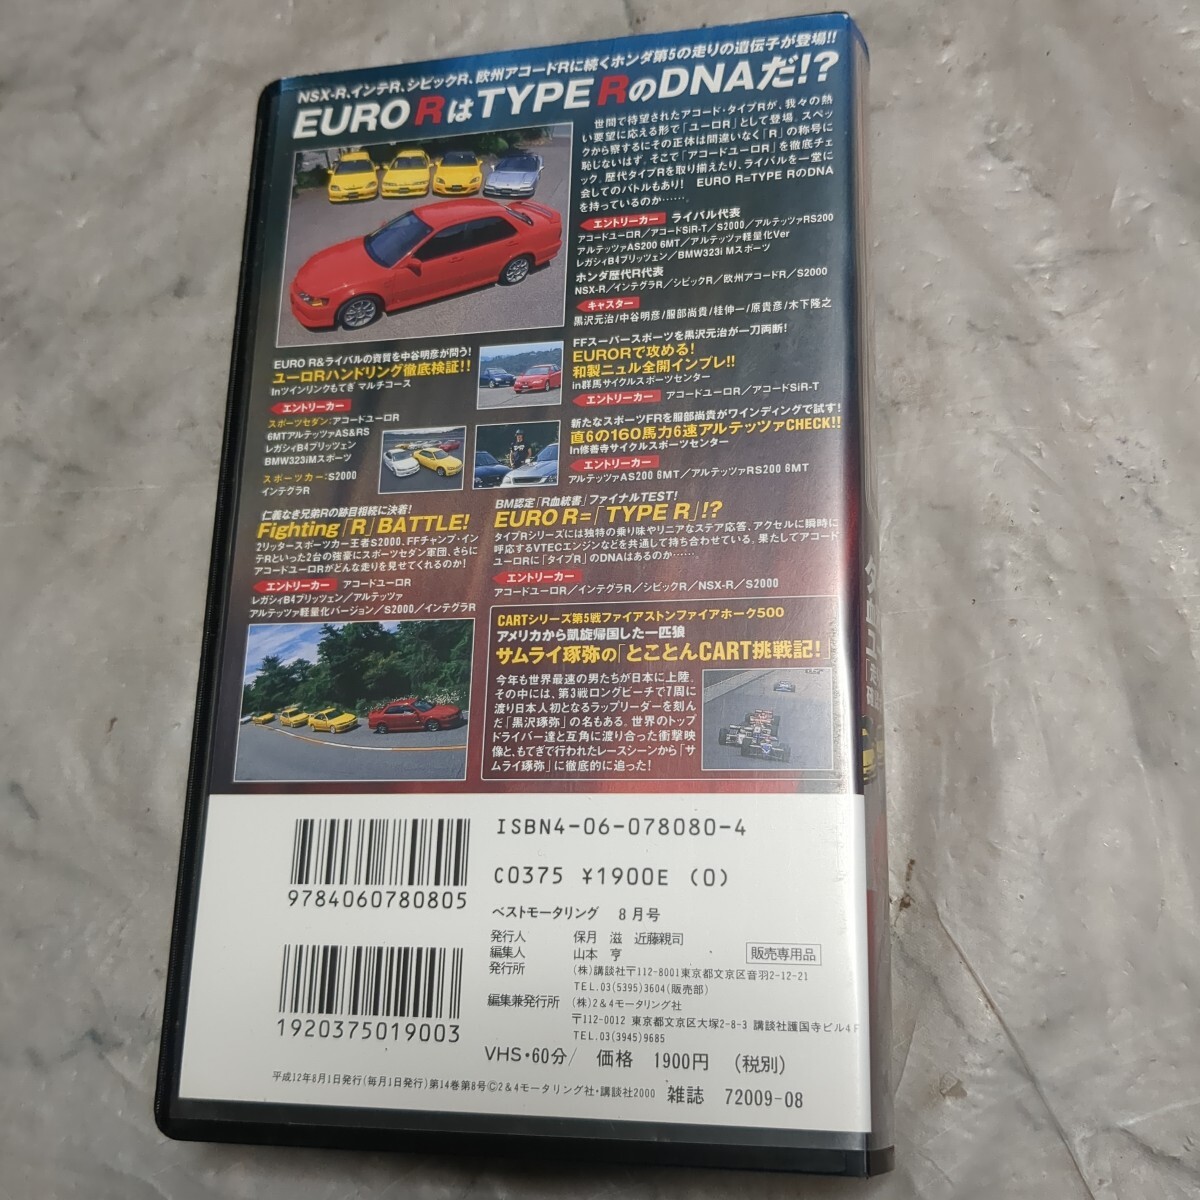 NSX-R、インテR、シビックR、欧州アコードRに続くホンダ第5の走りの遺伝子が登場!!
EURO RはTYPE RのDNAだ!?
世間で待望されたアコード・タイプRが、我々の熱
い要望に応える形で「ユーロR」として登場。スペッ
クから察するにその正体は間違いなく「R」の称号に
恥じないはず。そこで「アコードユーロR」を徹底チェ
ック。歴代タイプRを取り揃えたり、ライバルを一堂に
会してのバトルもあり! EURO R=TYPE RのDNA
を持っているのか……。
エントリーカー ライバル代表
アコードユーロR/アコードSiR-T/S2000/アルテッツァRS200
アルテッツァAS200 6MT/アルテッツァ軽量化Ver
レガシィB4ブリッツェン/BMW323i Mスポーツ
ホンダ歴代R代表
NSX-R/インテグラR/シビックR/欧州アコードR/S2000
キャスター
黒沢元治/中谷明彦/服部尚貴/桂伸一/原貴彦/木下隆之
EURO R&ライバルの資質を中谷明彦が問う!
ユーロRハンドリング徹底検証!!
Inツインリンクもてぎ マルチコース
エントリーカー
スポーツセダン:アコードユーロR
6MTアルテッツァAS&RS
レガシィB4ブリッツェン
BMW323iMスポーツ
スポーツカー:S2000
インテグラR
FFスーパースポーツを黒沢元治が一刀両断!
EURORで攻める!
和製ニュル全開インプレ!!
in群馬サイクルスポーツセンター
エントリーカー アコードユーロR/アコードSiR-T
新たなスポーツFRを服部尚貴がワインディングで試す!
直6の160馬力6速アルテッツァCHECK!!
In修善寺サイクルスポーツセンター
エントリーカー
アルテッツァAS200 6MT/アルテッツァRS200 6MT
仁義なき兄弟Rの跡目相続に決着!
Fighting「R」BATTLE!
2リッタースポーツカー王者S2000、FFチャンプ・イン
テRといった2台の強豪にスポーツセダン軍団、さらに
アコードユーロRがどんな走りを見せてくれるのか!
エントリーカー アコードユーロR
レガシィB4ブリッツェン/アルテッツァ
アルテッツァ軽量化バージョン/S2000/インテグラR
BM認定「R血統書」ファイナルTEST!
EURO R=「TYPE R」!?
タイプRシリーズには独特の乗り味やリニアなステア応答、アクセルに瞬時に
呼応するVTECエンジンなどを共通して持ち合わせている。果たしてアコード
ユーロRに「タイプR」のDNAはあるのか……。
エントリーカー
アコードユーロR/インテグラR/シビックR/NSX-R/S2000
CARTシリーズ第5戦ファイアストンファイアホーク500
アメリカから凱旋帰国した一匹狼
サムライ琢弥の「とことんCART挑戦記!」
今年も世界最速の男たちが日本に上陸。
その中には、第3戦ロングビーチで7周に
渡り日本人初となるラップリーダーを刻ん
だ「黒沢琢弥」の名もある。世界のトップ
ドライバー達と互角に渡り合った衝撃映
像と、もてぎで行われたレースシーンから「サ
ムライ琢弥」に徹底的に迫った!
ISBN4-06-078080-4
C0375 ¥1900E (0)
9784060780805
1920375019003
ベストモータリング 8月号
発行人 保月 滋 近藤親司
編集人 山本 亨
販売専用品
発行所 (株)講談社〒112-8001東京都文京区音羽2-12-21
TEL.03(5395)3604(販売部)
編集兼発行所 (株)2&4モータリング社
〒112-0012 東京都文京区大塚2-8-3 講談社護国寺ビル4F
TEL.03(3945)9685
VHS・60分/ 価格 1900円 (税別)
平成12年8月1日発行(毎月1日発行)第14巻第8号©2&4モータリング社・講談社2000 雑誌 72009-08